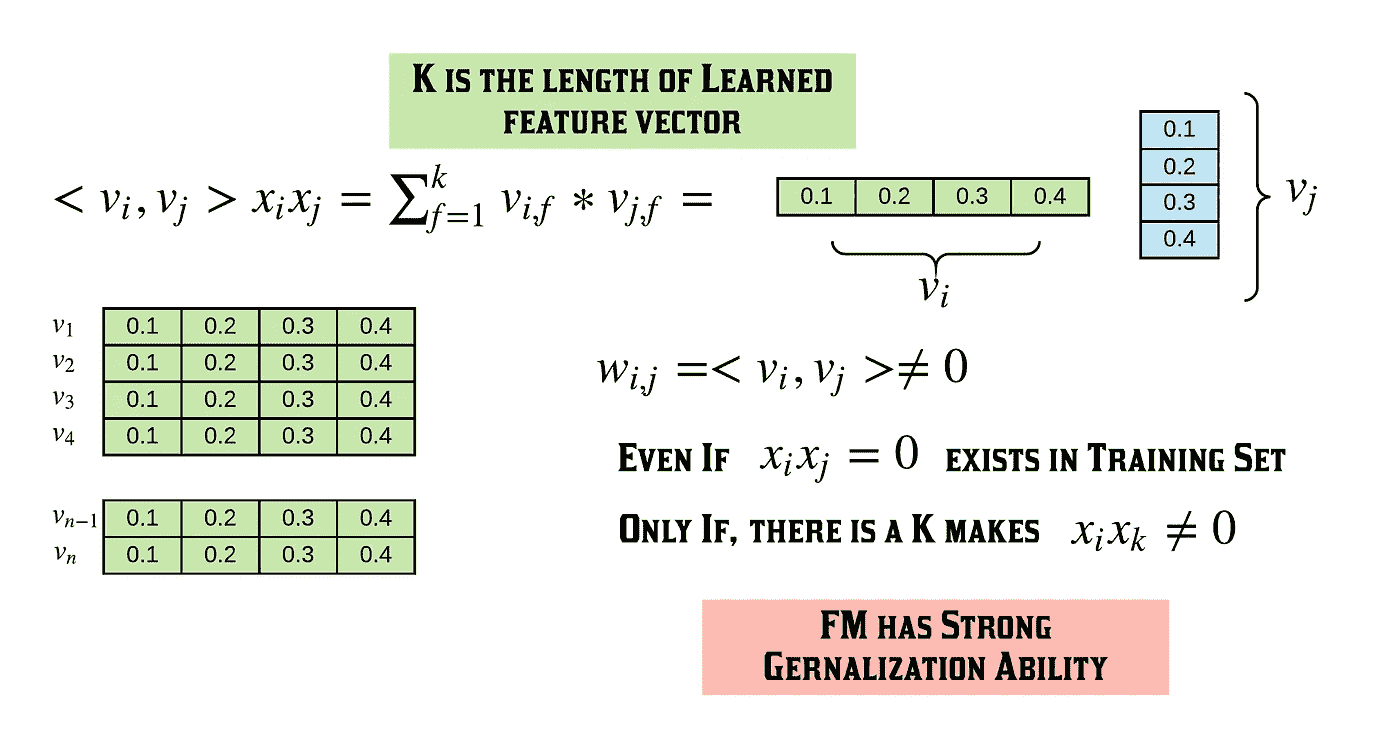 K IS THE LENGTH OF LEARNED
FEATURE VECTOR
< v_i, v_j > x_i x_j = ∑_{f=1}^{k} v_{i,f} * v_{j,f} =
0.1 0.2 0.3 0.4
v_i
0.1
0.2
0.3
0.4
v_j
v_1 0.1 0.2 0.3 0.4
v_2 0.1 0.2 0.3 0.4
v_3 0.1 0.2 0.3 0.4
v_4 0.1 0.2 0.3 0.4
v_{n−1} 0.1 0.2 0.3 0.4
v_n 0.1 0.2 0.3 0.4
w_{i,j} =< v_i, v_j >≠ 0
EVEN IF x_i x_j = 0 EXISTS IN TRAINING SET
ONLY IF, THERE IS A K MAKES x_i x_k ≠ 0
FM HAS STRONG
GERNALIZATION ABILITY